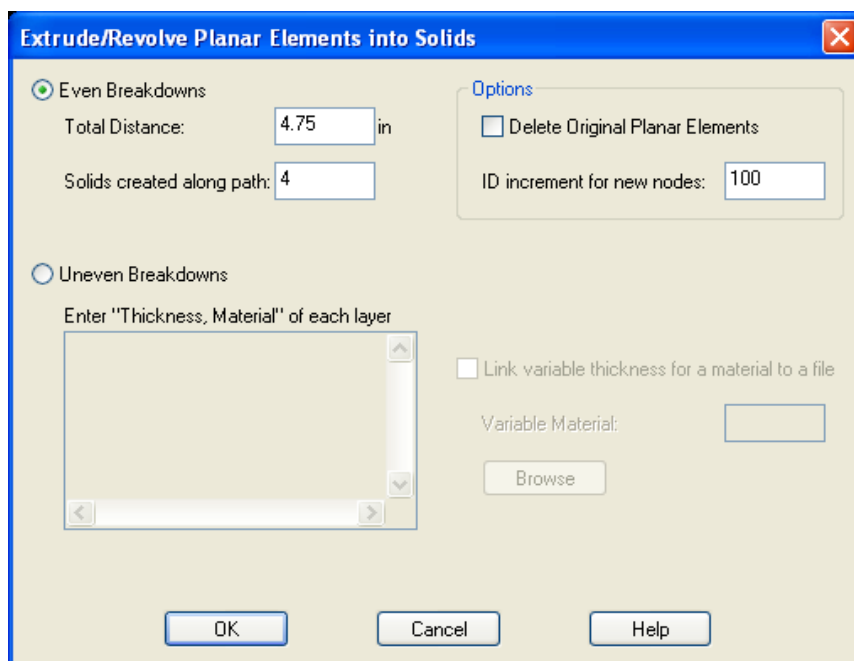 Extrude/Revolve Planar Elements into Solids
Even Breakdowns
Total Distance: 4.75 in
Solids created along path: 4
Options
Delete Original Planar Elements
ID increment for new nodes: 100
Uneven Breakdowns
Enter "Thickness, Material" of each layer
Link variable thickness for a material to a file
Variable Material:
Browse
OK Cancel Help